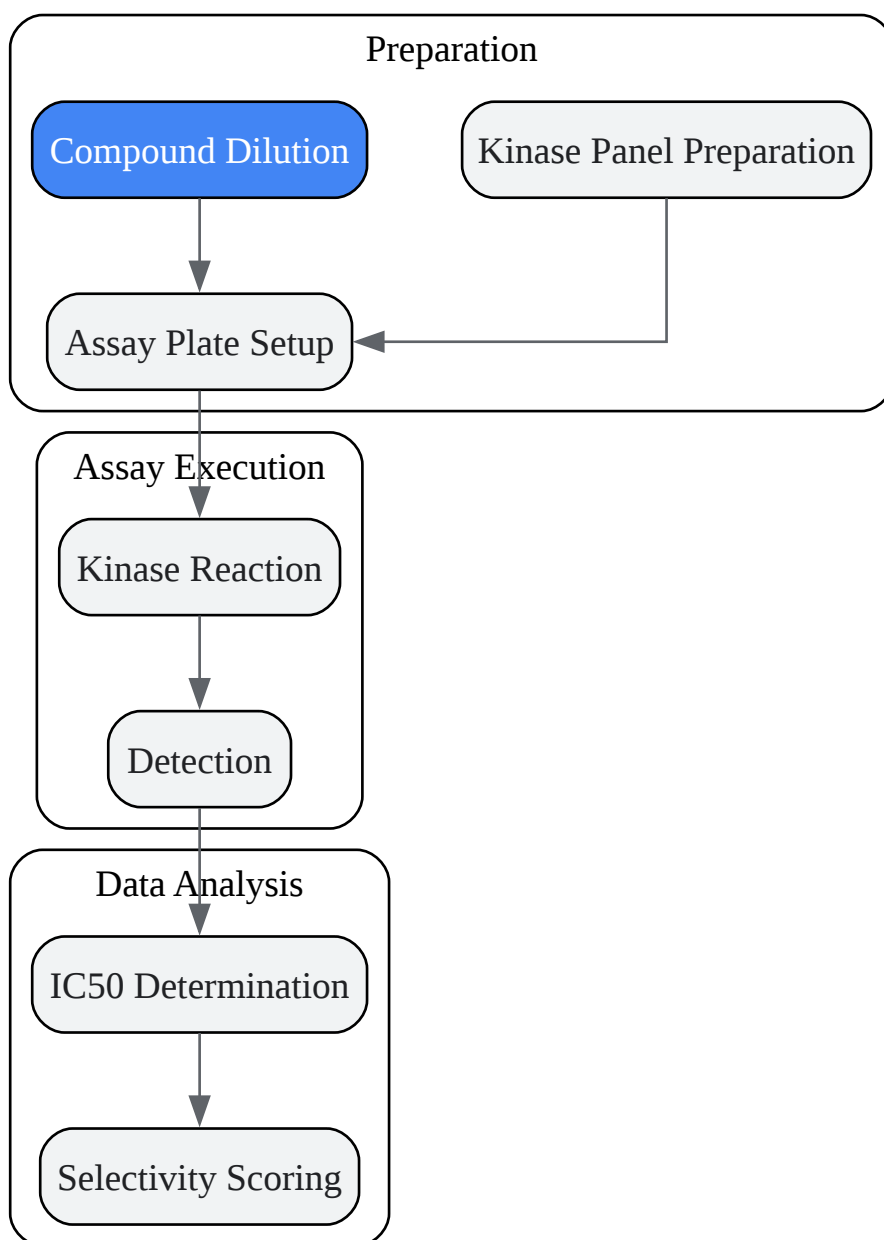 Preparation
Compound Dilution
Kinase Panel Preparation
Assay Plate Setup
Assay Execution
Kinase Reaction
Detection
Data Analysis
IC50 Determination
Selectivity Scoring